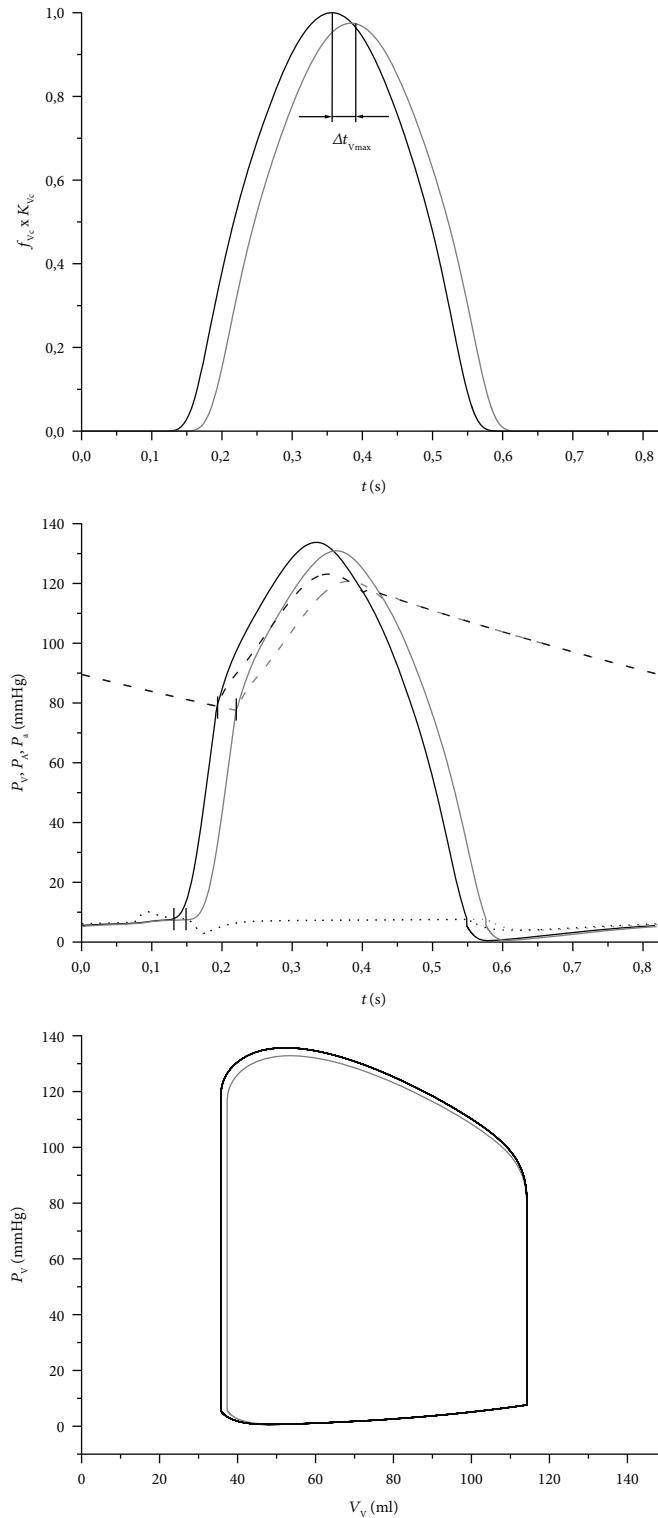 1,0
0,8
0,6
0,4
0,2
0,0
f_Vc x K_Vc
Δt_Vmax
0,0 0,1 0,2 0,3 0,4 0,5 0,6 0,7 0,8
t (s)
140
120
100
80
60
40
20
0
P_V, P_A, P_a (mmHg)
0,0 0,1 0,2 0,3 0,4 0,5 0,6 0,7 0,8
t (s)
140
120
100
80
60
40
20
0
P_V (mmHg)
0 20 40 60 80 100 120 140
V_V (ml)